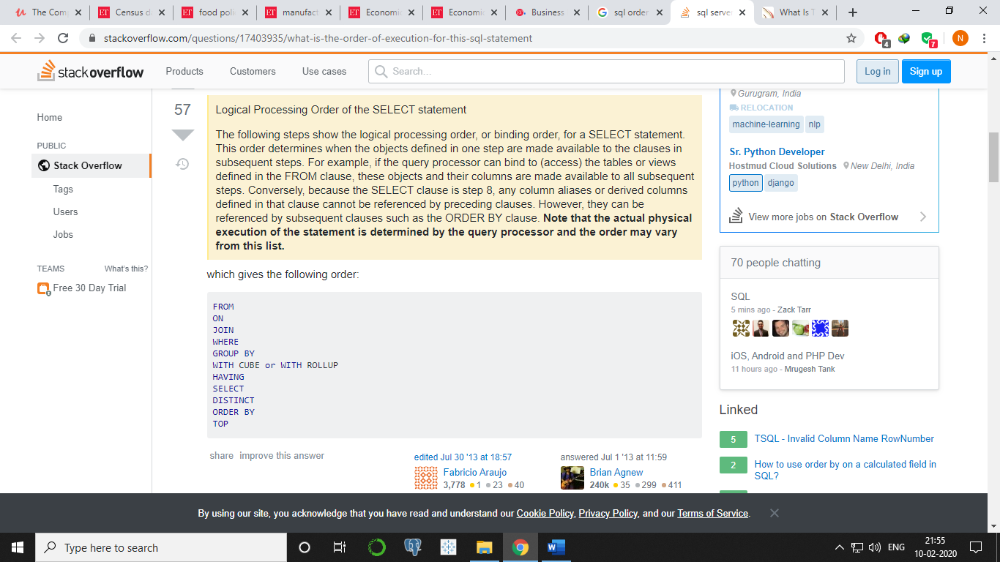 The Comp
Census d
food poli
manufact
Economi
Economi
Business
sql order
sql serve
What Is T
stackoverflow.com/questions/17403935/what-is-the-order-of-execution-for-this-sql-statement
4
7
N
stackoverflow
Products
Customers
Use cases
Search...
Log in
Sign up
Home
PUBLIC
Stack Overflow
Tags
Users
Jobs
TEAMS What's this?
Free 30 Day Trial
57
Logical Processing Order of the SELECT statement
The following steps show the logical processing order, or binding order, for a SELECT statement.
This order determines when the objects defined in one step are made available to the clauses in
subsequent steps. For example, if the query processor can bind to (access) the tables or views
defined in the FROM clause, these objects and their columns are made available to all subsequent
steps. Conversely, because the SELECT clause is step 8, any column aliases or derived columns
defined in that clause cannot be referenced by preceding clauses. However, they can be
referenced by subsequent clauses such as the ORDER BY clause. Note that the actual physical
execution of the statement is determined by the query processor and the order may vary
from this list.
which gives the following order:
FROM
ON
JOIN
WHERE
GROUP BY
WITH CUBE or WITH ROLLUP
HAVING
SELECT
DISTINCT
ORDER BY
TOP
share improve this answer
edited Jul 30 '13 at 18:57
Fabricio Araujo
3,778 1 23 40
answered Jul 1 '13 at 11:59
Brian Agnew
240k 35 299 411
Gurugram, India
RELOCATION
machine-learning nlp
Sr. Python Developer
Hostmud Cloud Solutions New Delhi, India
python django
View more jobs on Stack Overflow
70 people chatting
SQL
5 mins ago - Zack Tarr
iOS, Android and PHP Dev
11 hours ago - Mrugesh Tank
Linked
5 TSQL - Invalid Column Name RowNumber
2 How to use order by on a calculated field in
SQL?
By using our site, you acknowledge that you have read and understand our Cookie Policy, Privacy Policy, and our Terms of Service.
Type here to search
ENG
21:55
10-02-2020